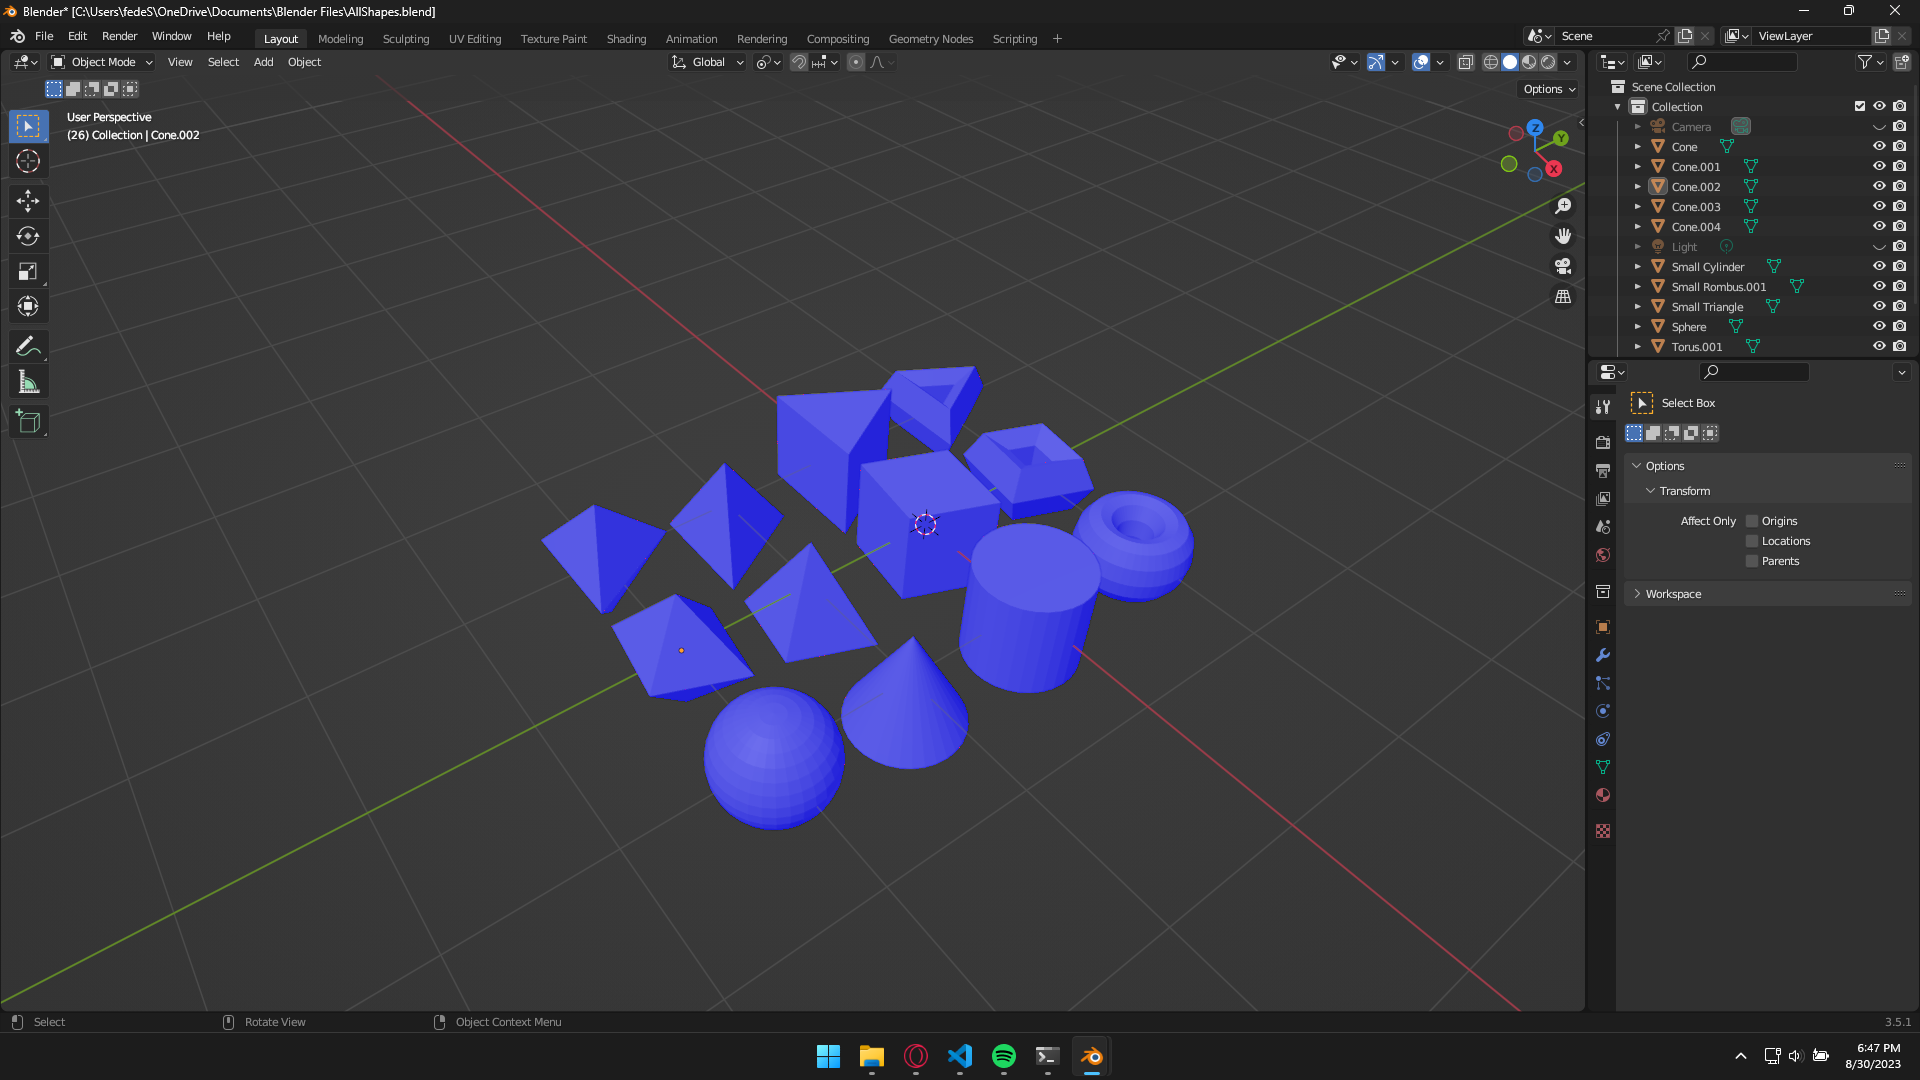 Blender* [C:\Users\fedeS\OneDrive\Documents\Blender Files\AllShapes.blend]
File Edit Render Window Help Layout Modeling Sculpting UV Editing Texture Paint Shading Animation Rendering Compositing Geometry Nodes Scripting + Scene ViewLayer
Object Mode View Select Add Object Global
Options
User Perspective
(26) Collection | Cone.002
Z
Y
X
Scene Collection
Collection
Camera
Cone
Cone.001
Cone.002
Cone.003
Cone.004
Light
Small Cylinder
Small Rombus.001
Small Triangle
Sphere
Torus.001
Select Box
Options
Transform
Affect Only Origins
Locations
Parents
Workspace
Select Rotate View Object Context Menu 3.5.1
6:47 PM
8/30/2023